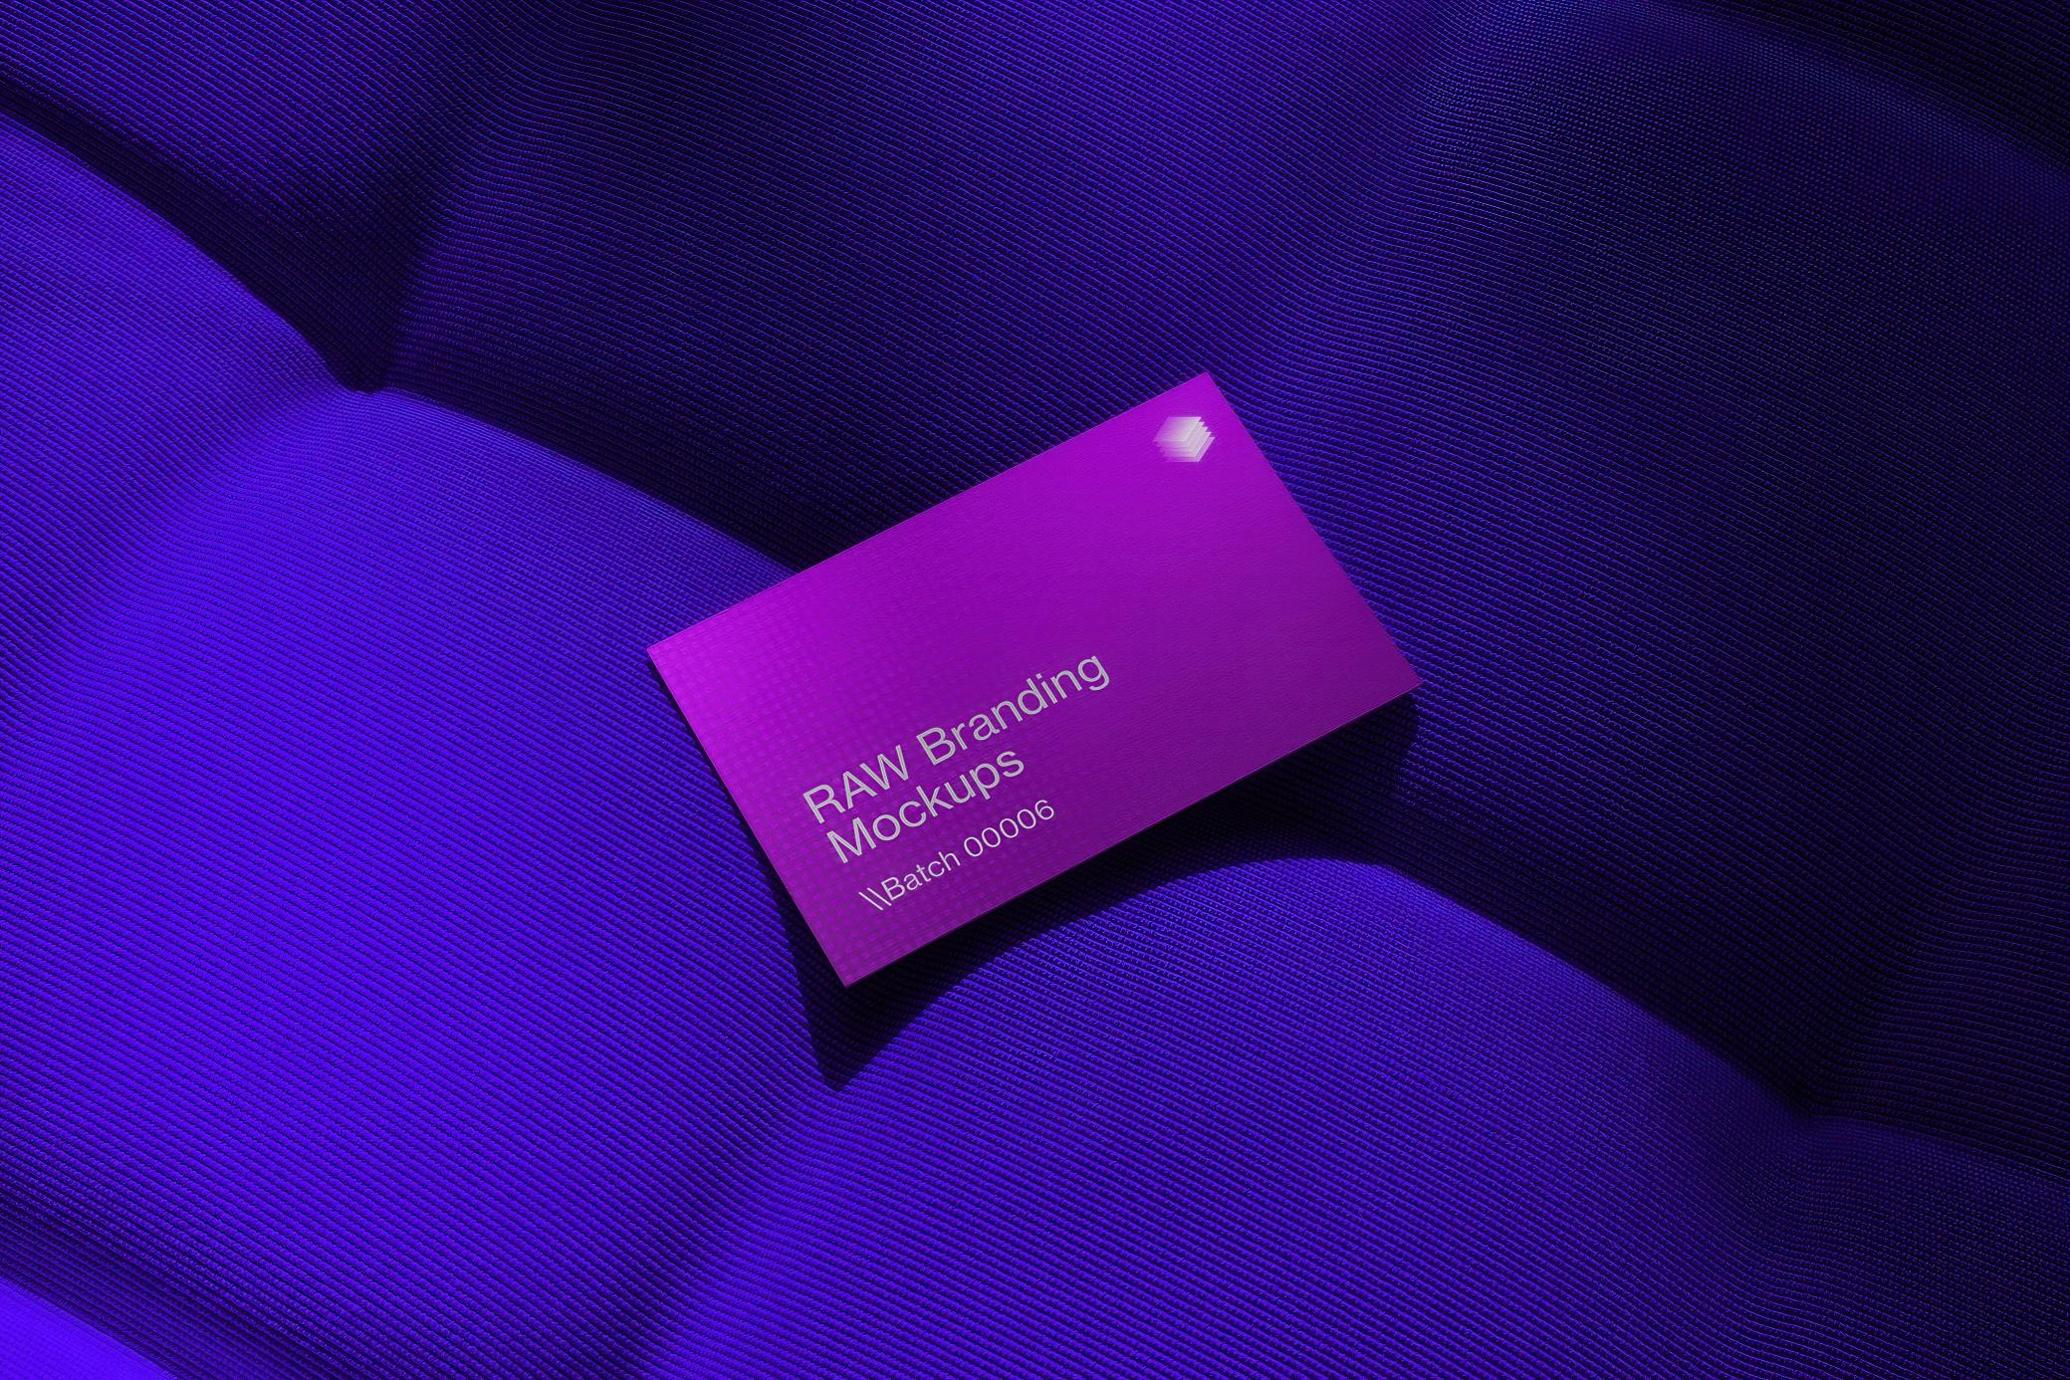 RAW Branding
Mockups
\\Batch 00006